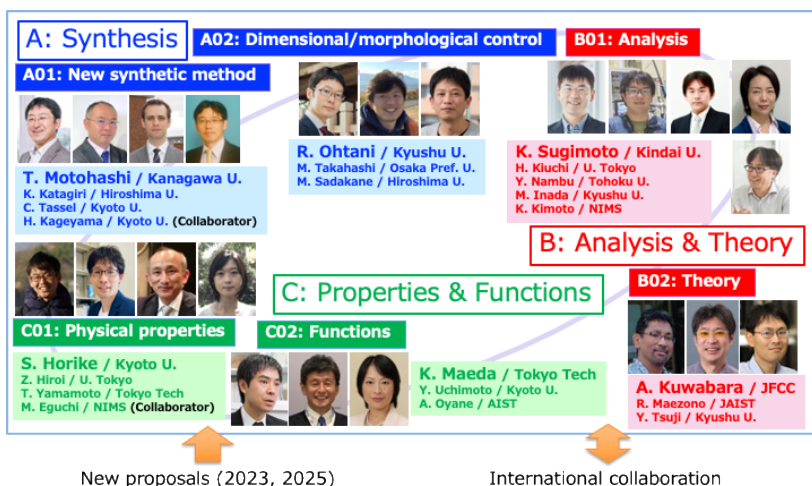 A: Synthesis
A02: Dimensional/morphological control
B01: Analysis
A01: New synthetic method
T. Motohashi / Kanagawa U.
K. Katagiri / Hiroshima U.
C. Tassel / Kyoto U.
H. Kageyama / Kyoto U. (Collaborator)
R. Ohtani / Kyushu U.
M. Takahashi / Osaka Pref. U.
M. Sadakane / Hiroshima U.
K. Sugimoto / Kindai U.
H. Kiuchi / U. Tokyo
Y. Nambu / Tohoku U.
M. Inada / Kyushu U.
K. Kimoto / NIMS
B: Analysis & Theory
B02: Theory
C: Properties & Functions
C01: Physical properties
C02: Functions
S. Horike / Kyoto U.
Z. Hiroi / U. Tokyo
T. Yamamoto / Tokyo Tech
M. Eguchi / NIMS (Collaborator)
K. Maeda / Tokyo Tech
Y. Uchimoto / Kyoto U.
A. Oyane / AIST
A. Kuwabara / JFCC
R. Maezono / JAIST
Y. Tsuji / Kyushu U.
New proposals (2023, 2025)
International collaboration